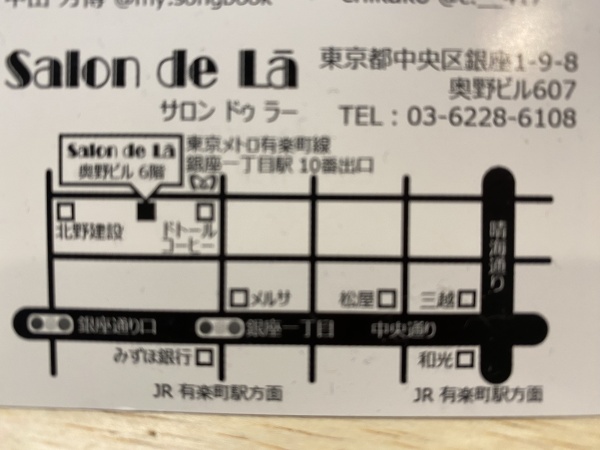 Salon de Lā
サロン ドゥ ラー
東京都中央区銀座1-9-8
奥野ビル607
TEL：03-6228-6108
Salon de Lā
奥野ビル 6階
東京メトロ有楽町線
銀座一丁目駅 10番出口
北野建設
ドトール
コーヒー
晴海通り
メルサ
松屋
三越
銀座通り口
銀座一丁目
中央通り
みずほ銀行
和光
JR 有楽町駅方面
JR 有楽町駅方面